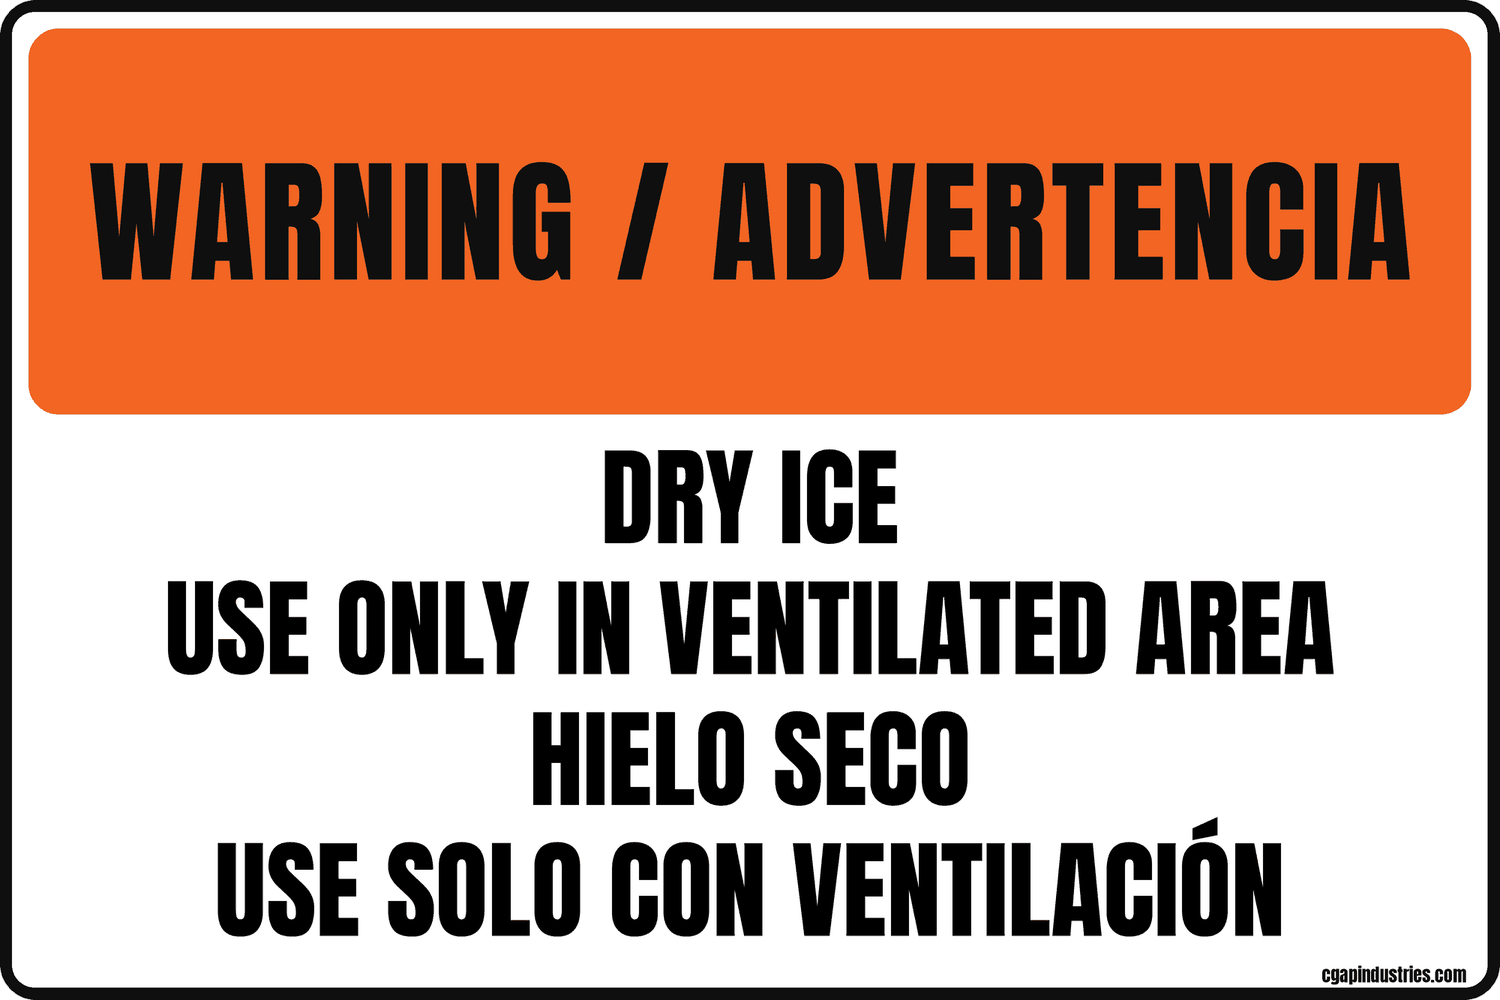 WARNING / ADVERTENCIA
DRY ICE
USE ONLY IN VENTILATED AREA
HIELO SECO
USE SOLO CON VENTILACIÓN
cgapindustries.com